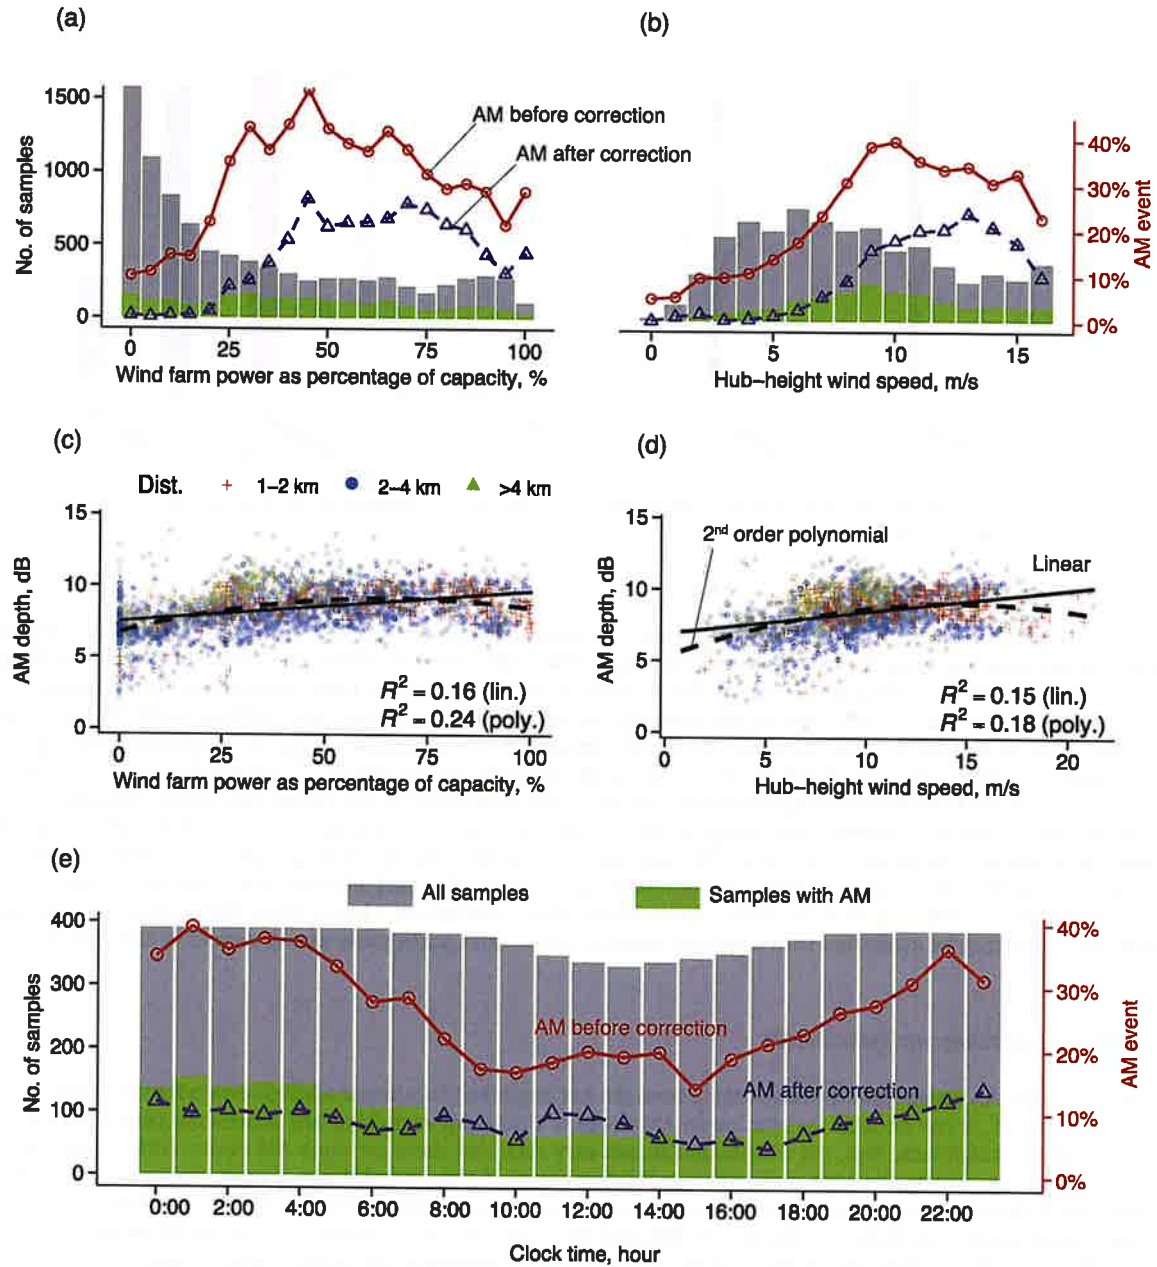 (a)
(b)
1500
1000
500
0
No. of samples
AM before correction
AM after correction
0 25 50 75 100
Wind farm power as percentage of capacity, %
40%
30%
20%
10%
0%
AM event
0 5 10 15
Hub-height wind speed, m/s
(c)
(d)
Dist. 1-2 km 2-4 km >4 km
15
10
5
0
AM depth, dB
R² = 0.16 (lin.)
R² = 0.24 (poly.)
0 25 50 75 100
Wind farm power as percentage of capacity, %
15
10
5
0
AM depth, dB
2nd order polynomial
Linear
R² = 0.15 (lin.)
R² = 0.18 (poly.)
0 5 10 15 20
Hub-height wind speed, m/s
(e)
All samples
Samples with AM
400
300
200
100
0
No. of samples
AM before correction
AM after correction
40%
30%
20%
10%
0%
AM event
0:00 2:00 4:00 6:00 8:00 10:00 12:00 14:00 16:00 18:00 20:00 22:00
Clock time, hour